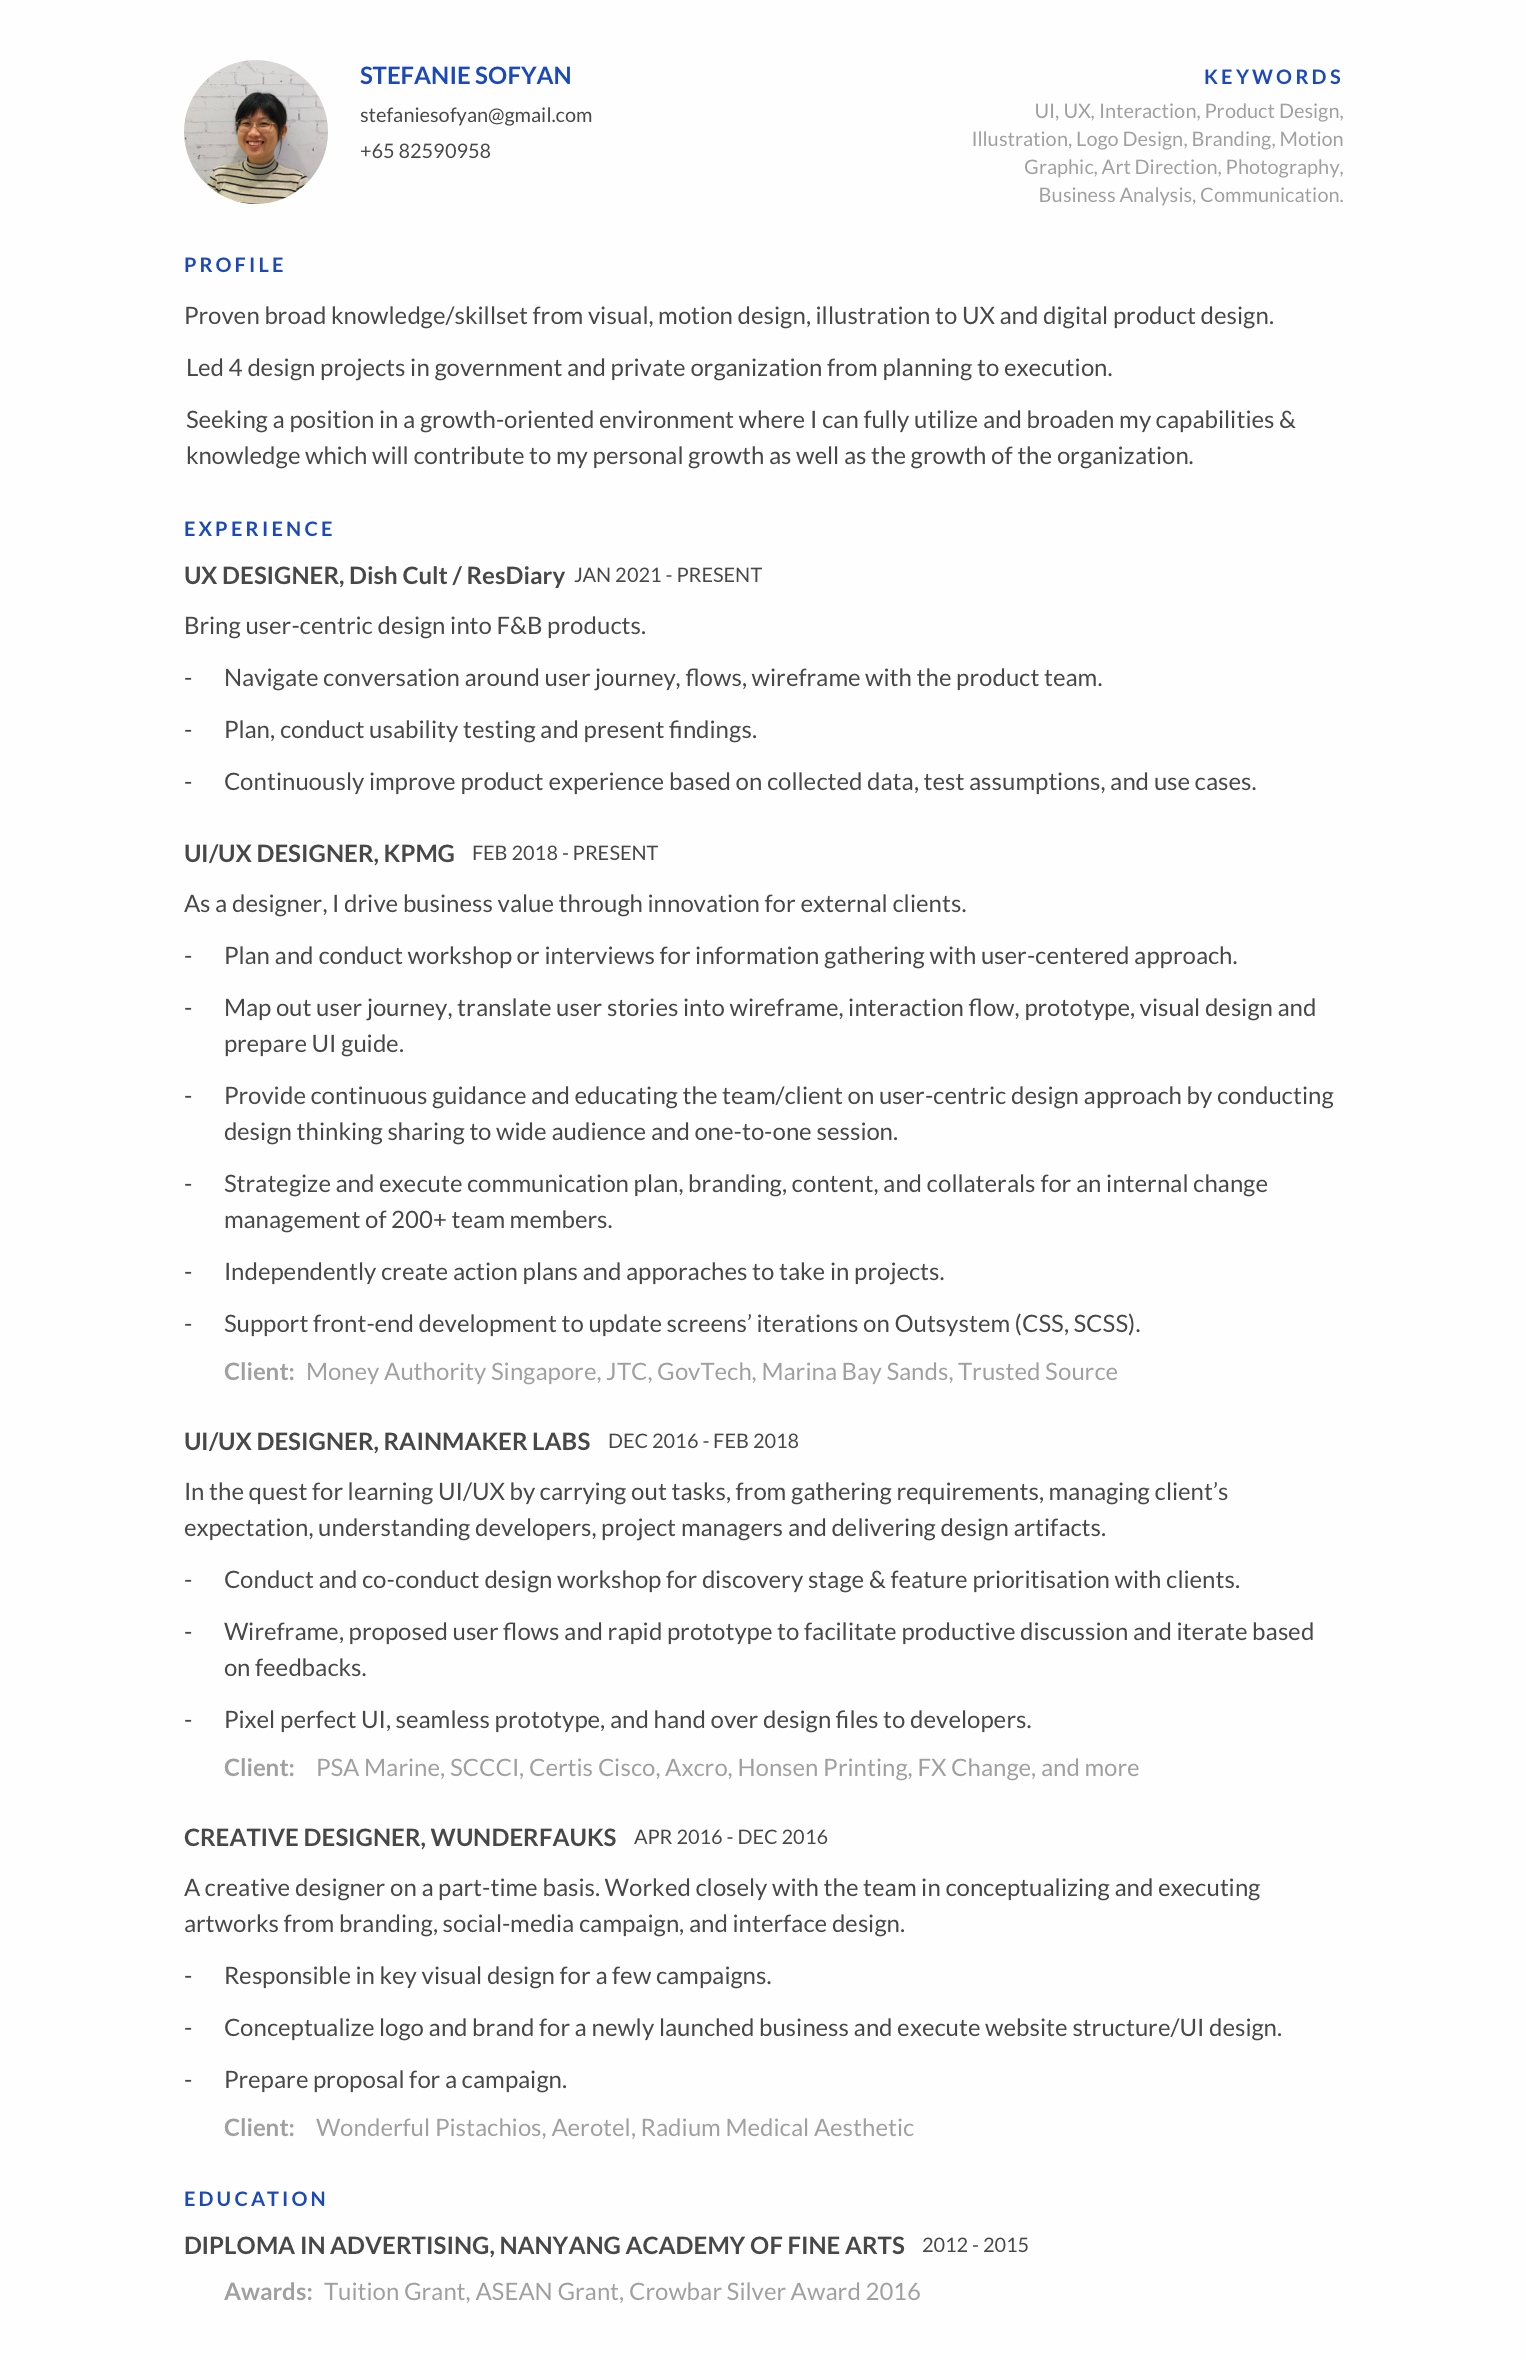 STEFANIE SOFYAN
stefaniesofyan@gmail.com
+65 82590958
KEYWORDS
UI, UX, Interaction, Product Design,
Illustration, Logo Design, Branding, Motion
Graphic, Art Direction, Photography,
Business Analysis, Communication.
PROFILE
Proven broad knowledge/skillset from visual, motion design, illustration to UX and digital product design.
Led 4 design projects in government and private organization from planning to execution.
Seeking a position in a growth-oriented environment where I can fully utilize and broaden my capabilities &
knowledge which will contribute to my personal growth as well as the growth of the organization.
EXPERIENCE
UX DESIGNER, Dish Cult / ResDiary JAN 2021 - PRESENT
Bring user-centric design into F&B products.
- Navigate conversation around user journey, flows, wireframe with the product team.
- Plan, conduct usability testing and present findings.
- Continuously improve product experience based on collected data, test assumptions, and use cases.
UI/UX DESIGNER, KPMG FEB 2018 - PRESENT
As a designer, I drive business value through innovation for external clients.
- Plan and conduct workshop or interviews for information gathering with user-centered approach.
- Map out user journey, translate user stories into wireframe, interaction flow, prototype, visual design and
prepare UI guide.
- Provide continuous guidance and educating the team/client on user-centric design approach by conducting
design thinking sharing to wide audience and one-to-one session.
- Strategize and execute communication plan, branding, content, and collaterals for an internal change
management of 200+ team members.
- Independently create action plans and apporaches to take in projects.
- Support front-end development to update screens’ iterations on Outsystem (CSS, SCSS).
Client: Money Authority Singapore, JTC, GovTech, Marina Bay Sands, Trusted Source
UI/UX DESIGNER, RAINMAKER LABS DEC 2016 - FEB 2018
In the quest for learning UI/UX by carrying out tasks, from gathering requirements, managing client’s
expectation, understanding developers, project managers and delivering design artifacts.
- Conduct and co-conduct design workshop for discovery stage & feature prioritisation with clients.
- Wireframe, proposed user flows and rapid prototype to facilitate productive discussion and iterate based
on feedbacks.
- Pixel perfect UI, seamless prototype, and hand over design files to developers.
Client: PSA Marine, SCCCI, Certis Cisco, Axcro, Honsen Printing, FX Change, and more
CREATIVE DESIGNER, WUNDERFAUKS APR 2016 - DEC 2016
A creative designer on a part-time basis. Worked closely with the team in conceptualizing and executing
artworks from branding, social-media campaign, and interface design.
- Responsible in key visual design for a few campaigns.
- Conceptualize logo and brand for a newly launched business and execute website structure/UI design.
- Prepare proposal for a campaign.
Client: Wonderful Pistachios, Aerotel, Radium Medical Aesthetic
EDUCATION
DIPLOMA IN ADVERTISING, NANYANG ACADEMY OF FINE ARTS 2012 - 2015
Awards: Tuition Grant, ASEAN Grant, Crowbar Silver Award 2016